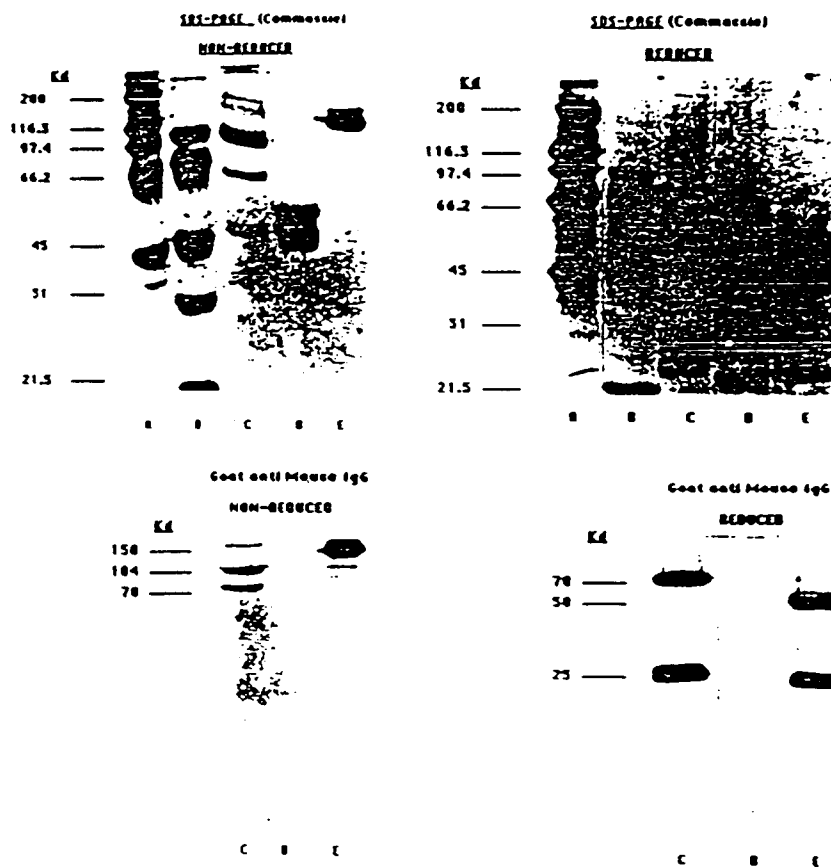 SDS-PAGE (Commassie)
NON-REDUCED
Kd
200
116.3
97.4
66.2
45
31
21.5
A B C B E
SDS-PAGE (Commassie)
REDUCED
Kd
200
116.3
97.4
66.2
45
31
21.5
A B C B E
Goat anti Mouse IgG
NON-REDUCED
Kd
150
104
70
C B E
Goat anti Mouse IgG
REDUCED
Kd
70
50
25
C B E